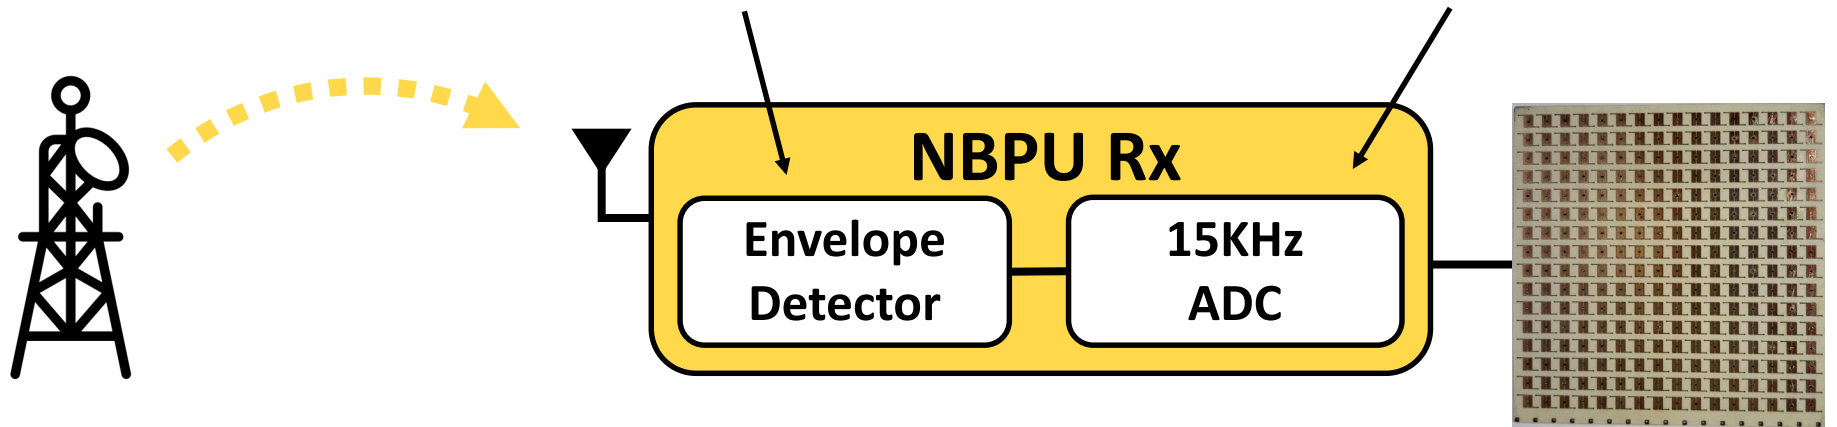 NBPU Rx
Envelope
Detector
15KHz
ADC